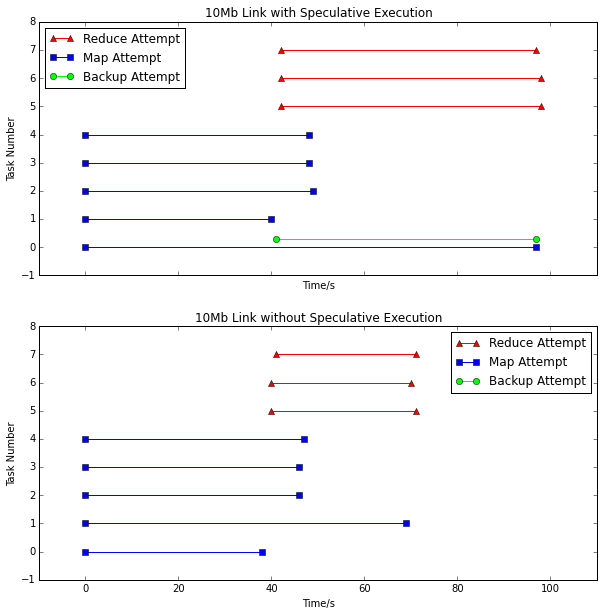 10Mb Link with Speculative Execution
8
7
6
5
4
3
2
1
0
−1
Task Number
Reduce Attempt
Map Attempt
Backup Attempt
Time/s
10Mb Link without Speculative Execution
8
7
6
5
4
3
2
1
0
−1
Task Number
Reduce Attempt
Map Attempt
Backup Attempt
0 20 40 60 80 100
Time/s